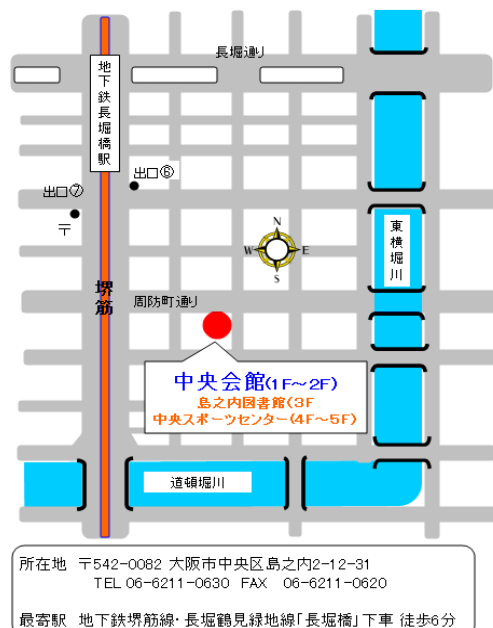 長堀通り
地下鉄長堀橋駅
出口⑥
出口⑦
〒
N
W
E
S
東横堀川
堺筋
周防町通り
中央会館(1F～2F)
島之内図書館(3F
中央スポーツセンター(4F～5F)
道頓堀川
所在地 〒542-0082 大阪市中央区島之内2-12-31
TEL 06-6211-0630 FAX 06-6211-0620
最寄駅 地下鉄堺筋線・長堀鶴見緑地線「長堀橋」下車 徒歩6分